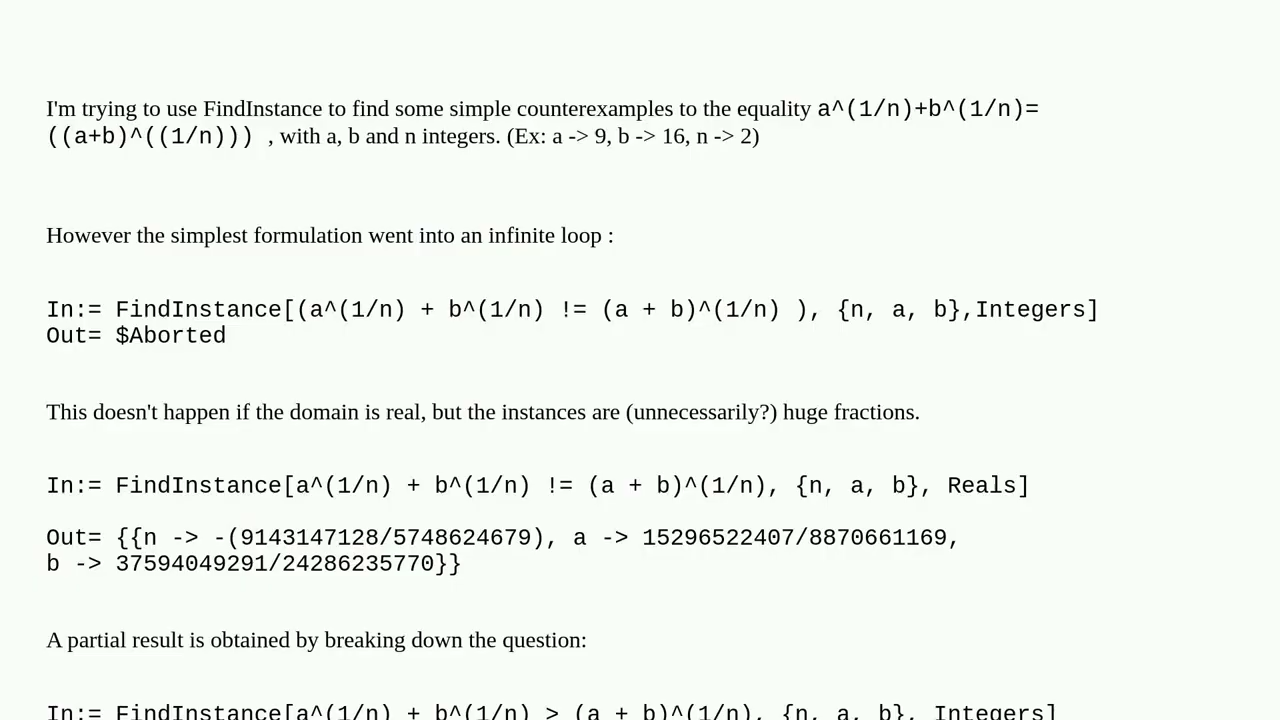 I'm trying to use FindInstance to find some simple counterexamples to the equality a^(1/n)+b^(1/n)=
((a+b)^((1/n))) , with a, b and n integers. (Ex: a -> 9, b -> 16, n -> 2)
However the simplest formulation went into an infinite loop :
In:= FindInstance[(a^(1/n) + b^(1/n) != (a + b)^(1/n) ), {n, a, b},Integers]
Out= $Aborted
This doesn't happen if the domain is real, but the instances are (unnecessarily?) huge fractions.
In:= FindInstance[a^(1/n) + b^(1/n) != (a + b)^(1/n), {n, a, b}, Reals]
Out= {{n -> -(9143147128/5748624679), a -> 15296522407/8870661169,
b -> 37594049291/24286235770}}
A partial result is obtained by breaking down the question:
In:= FindInstance[a^(1/n) + b^(1/n) > (a + b)^(1/n), {n, a, b}, Integers]